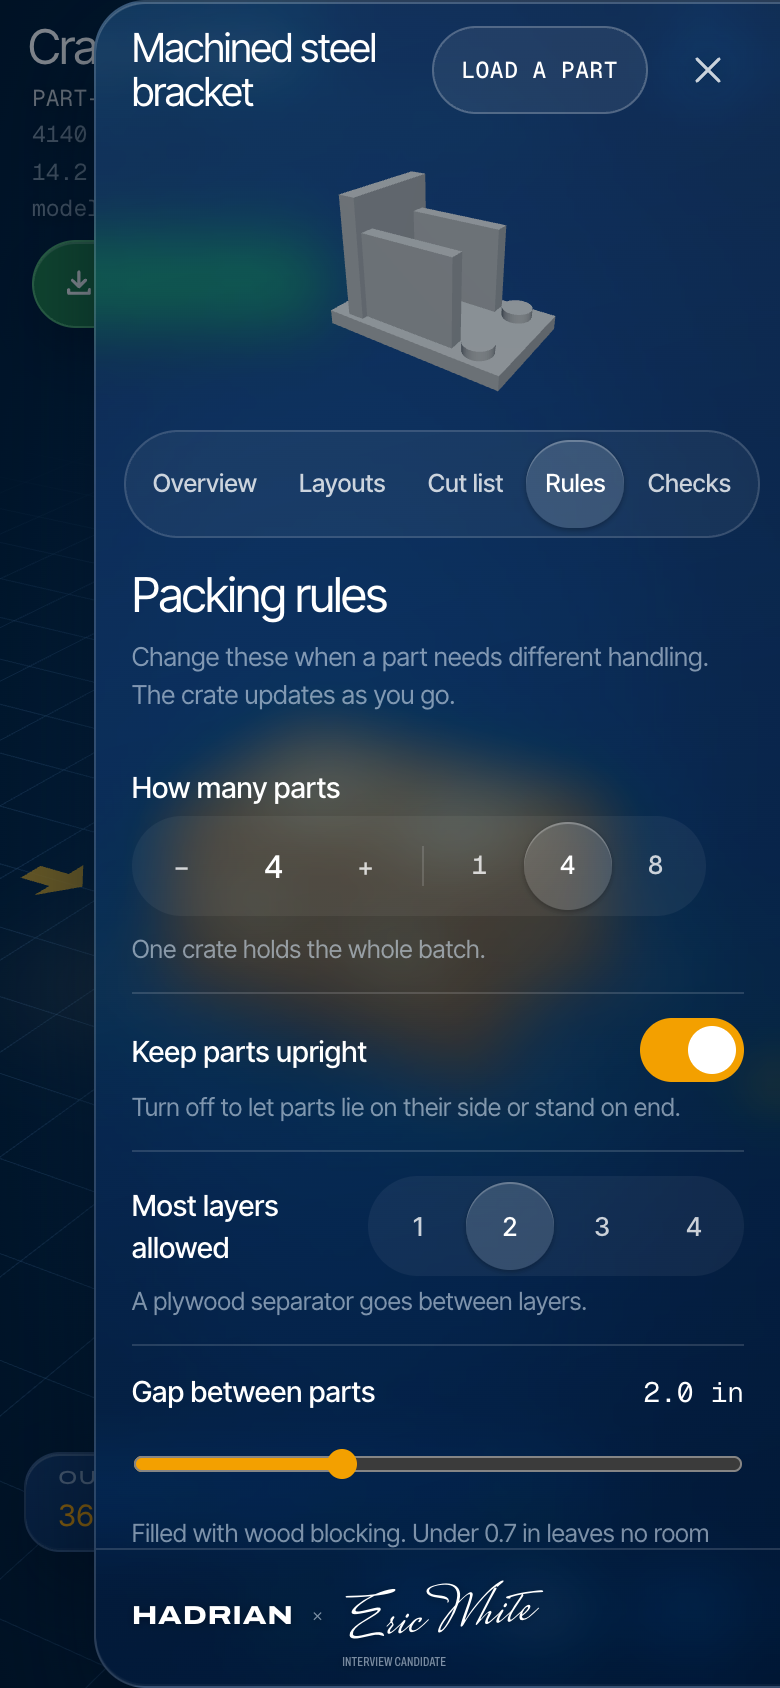 Machined steel
bracket
LOAD A PART
Cra
PART-
4140
14.2
model
Overview
Layouts
Cut list
Rules
Checks
Packing rules
Change these when a part needs different handling.
The crate updates as you go.
How many parts
− 4 + 1 4 8
One crate holds the whole batch.
Keep parts upright
Turn off to let parts lie on their side or stand on end.
Most layers
allowed
1 2 3 4
A plywood separator goes between layers.
Gap between parts
2.0 in
OU
36
Filled with wood blocking. Under 0.7 in leaves no room
HADRIAN × Eric White
INTERVIEW CANDIDATE